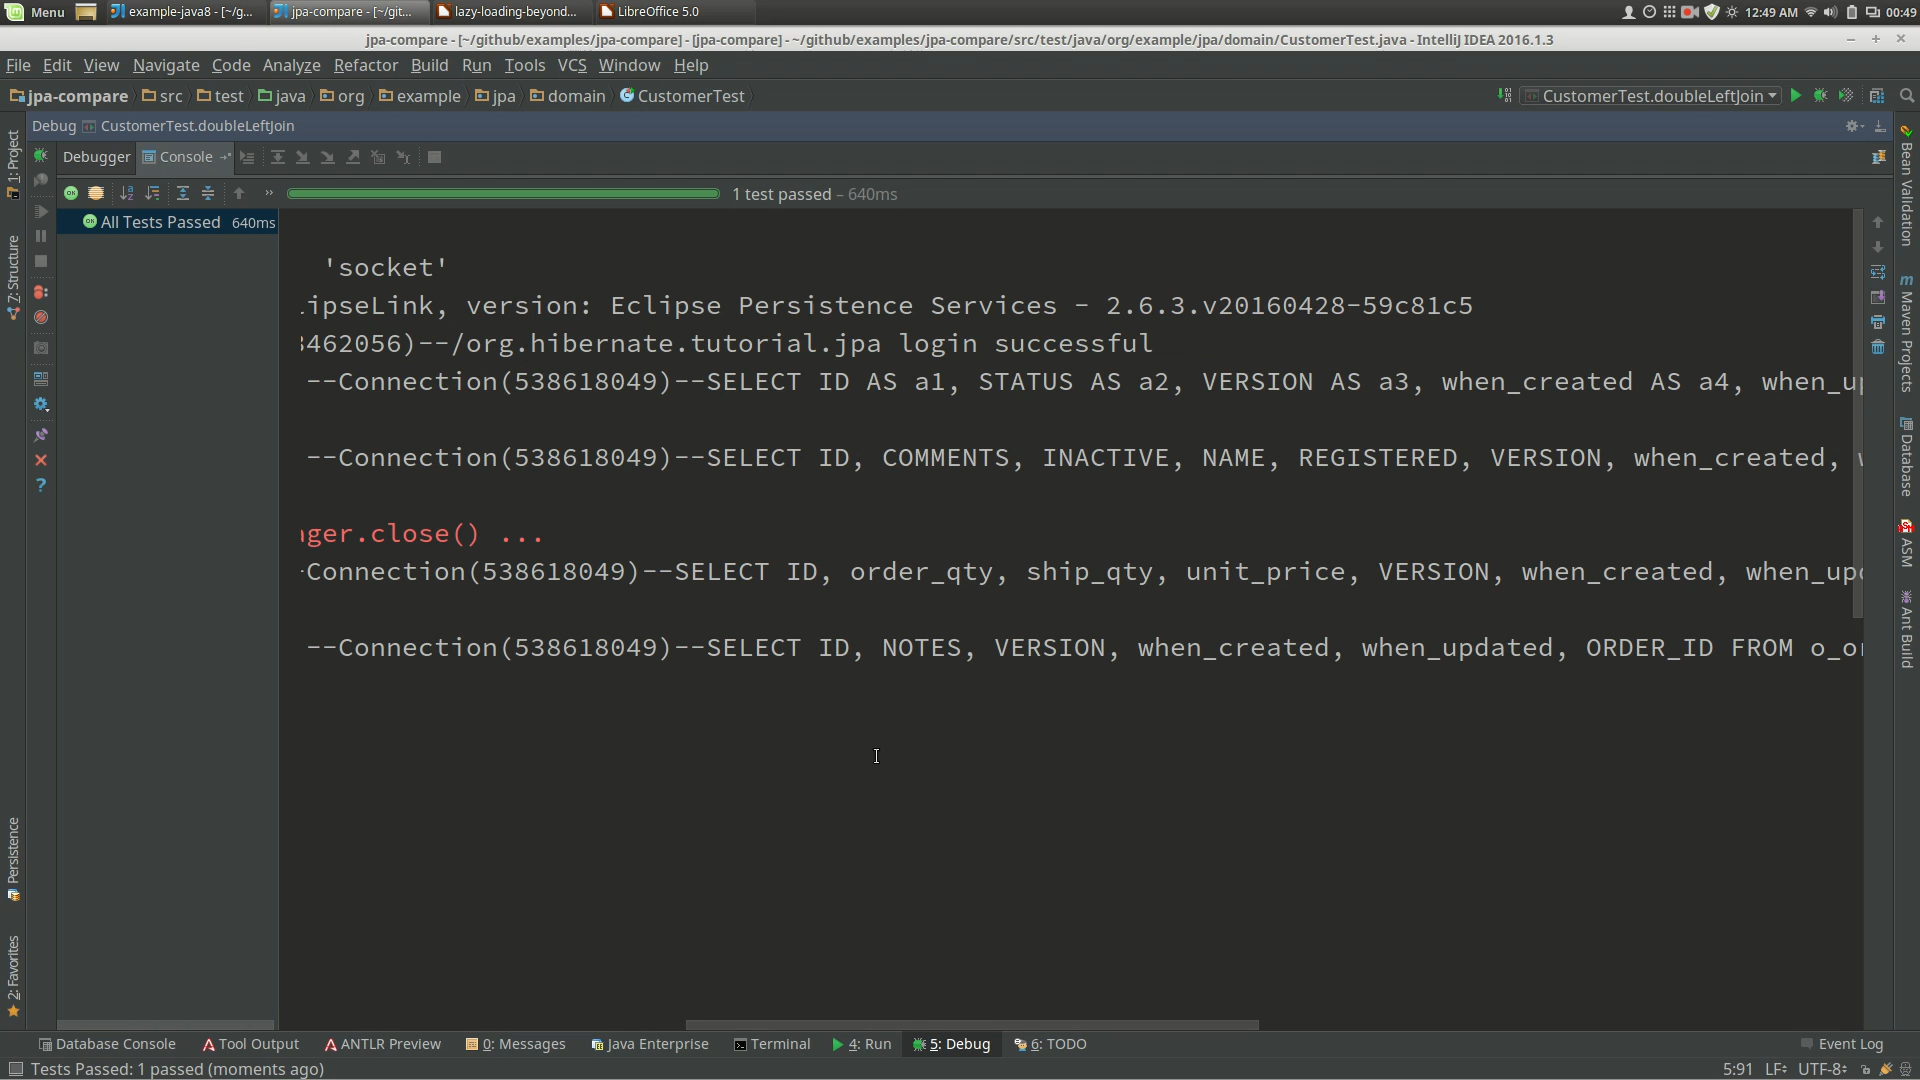 Menu example-java8 - [~/g... jpa-compare - [~/git... lazy-loading-beyond... LibreOffice 5.0 12:49 AM 00:49
jpa-compare - [~/github/examples/jpa-compare] - [jpa-compare] - ~/github/examples/jpa-compare/src/test/java/org/example/jpa/domain/CustomerTest.java - IntelliJ IDEA 2016.1.3
File Edit View Navigate Code Analyze Refactor Build Run Tools VCS Window Help
jpa-compare src test java org example jpa domain CustomerTest CustomerTest.doubleLeftJoin
Debug CustomerTest.doubleLeftJoin
Debugger Console
1 test passed – 640ms
All Tests Passed 640ms
'socket'
ipseLink, version: Eclipse Persistence Services - 2.6.3.v20160428-59c81c5
462056)--/org.hibernate.tutorial.jpa login successful
--Connection(538618049)--SELECT ID AS a1, STATUS AS a2, VERSION AS a3, when_created AS a4, when_up
--Connection(538618049)--SELECT ID, COMMENTS, INACTIVE, NAME, REGISTERED, VERSION, when_created,
ger.close() ...
-Connection(538618049)--SELECT ID, order_qty, ship_qty, unit_price, VERSION, when_created, when_upd
--Connection(538618049)--SELECT ID, NOTES, VERSION, when_created, when_updated, ORDER_ID FROM o_or
1: Project
7: Structure
Persistence
2: Favorites
Bean Validation
Maven Projects
Database
ASM
Ant Build
Database Console Tool Output ANTLR Preview 0: Messages Java Enterprise Terminal 4: Run 5: Debug 6: TODO Event Log
Tests Passed: 1 passed (moments ago) 5:91 LF UTF-8